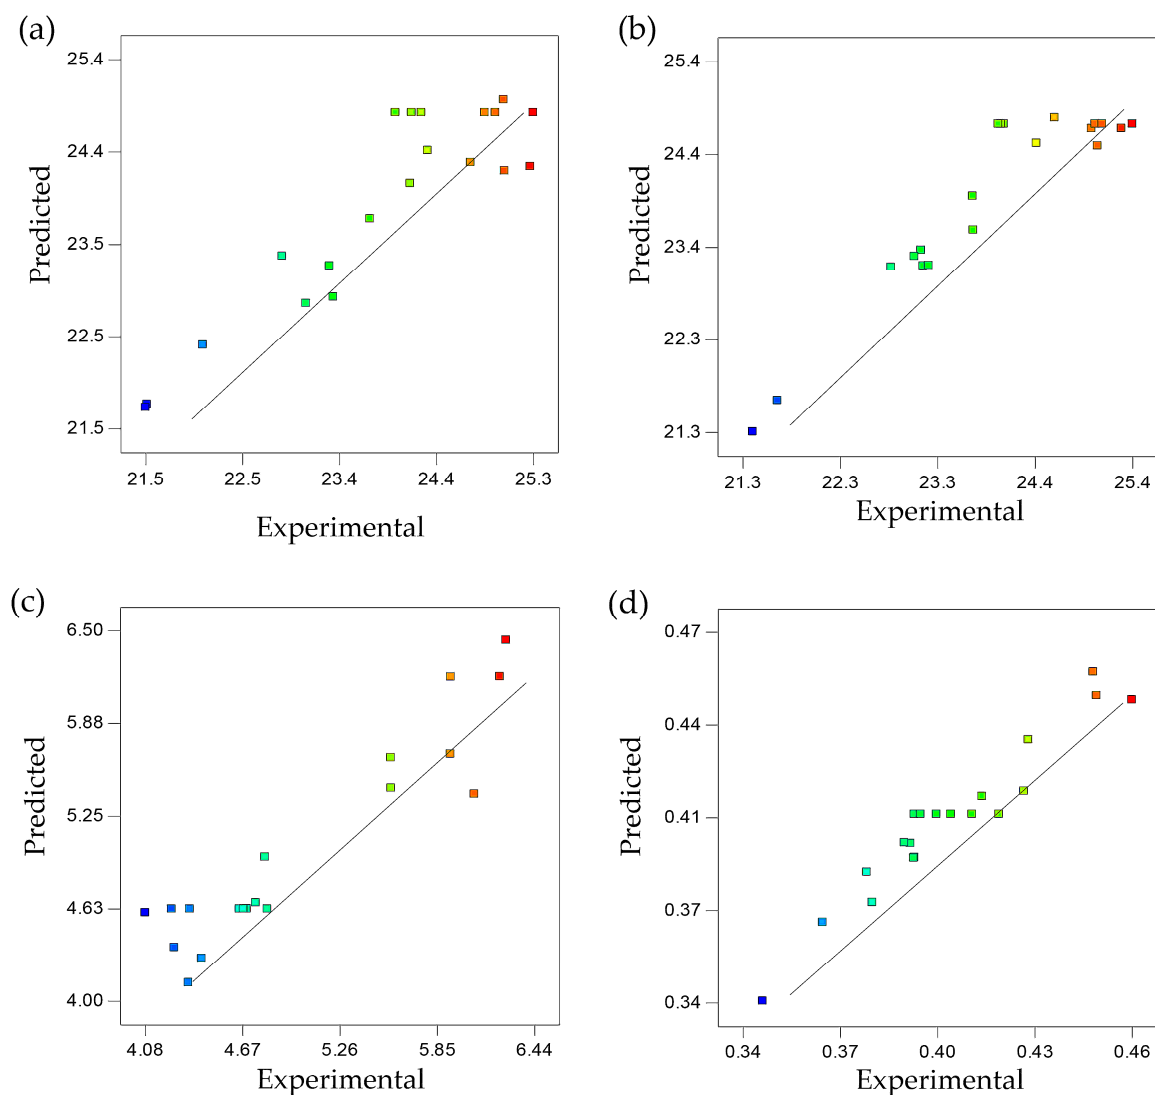 (a)
25.4
24.4
23.5
22.5
21.5
Predicted
21.5 22.5 23.4 24.4 25.3
Experimental
(b)
25.4
24.4
23.4
22.3
21.3
Predicted
21.3 22.3 23.3 24.4 25.4
Experimental
(c)
6.50
5.88
5.25
4.63
4.00
Predicted
4.08 4.67 5.26 5.85 6.44
Experimental
(d)
0.47
0.44
0.41
0.37
0.34
Predicted
0.34 0.37 0.40 0.43 0.46
Experimental